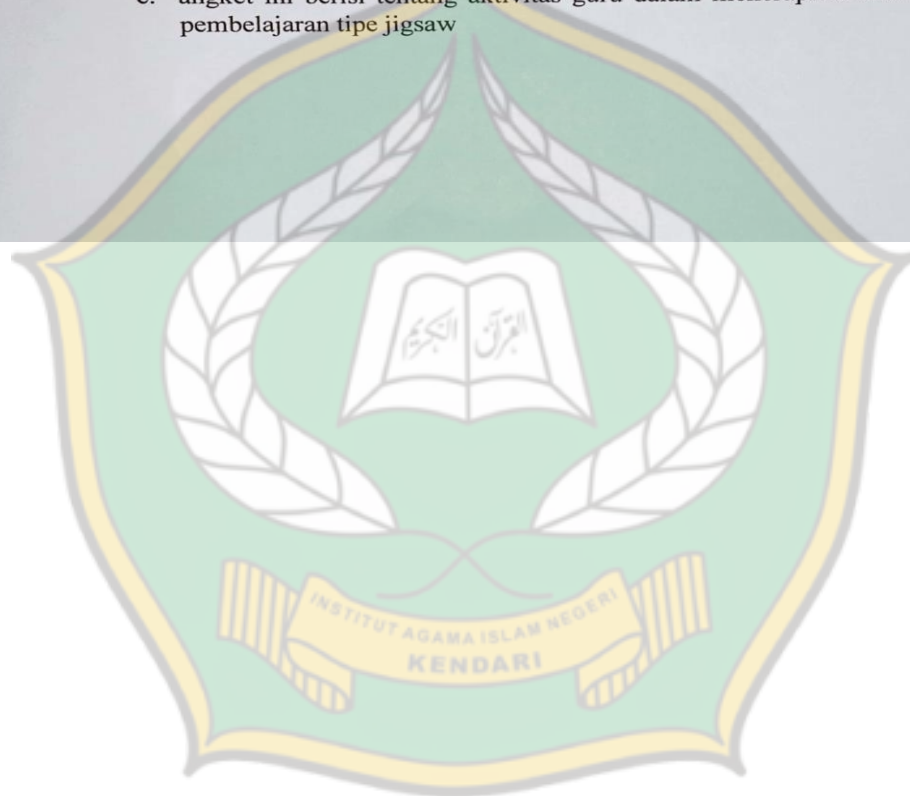 angket ini berisi tentang aktivitas guru dalam
pembelajaran tipe jigsaw
القرآن
الكريم
INSTITUT AGAMA ISLAM NEGERI
KENDARI